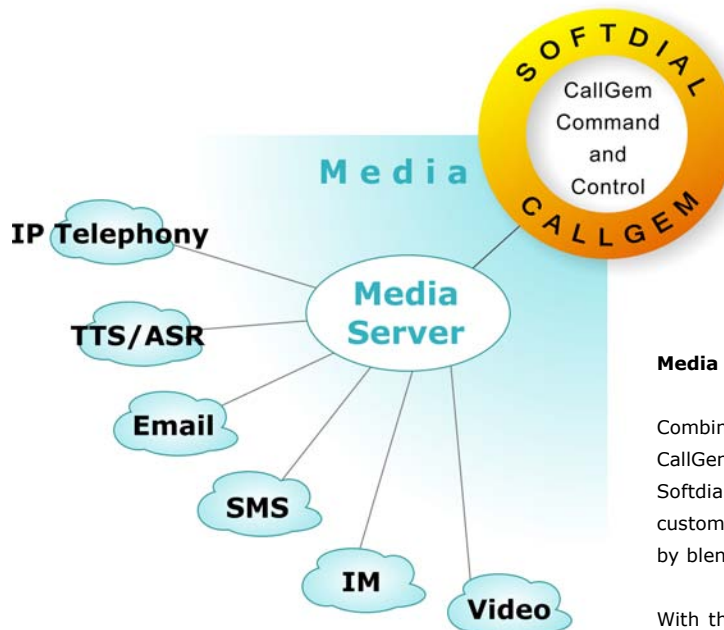 SOFTDIAL
CallGem
Command
and
Control
CALLGEM
Media
IP Telephony
Media
Server
TTS/ASR
Email
SMS
IM
Video
Media
Combin
CallGer
Softdia
custom
by blen
With th